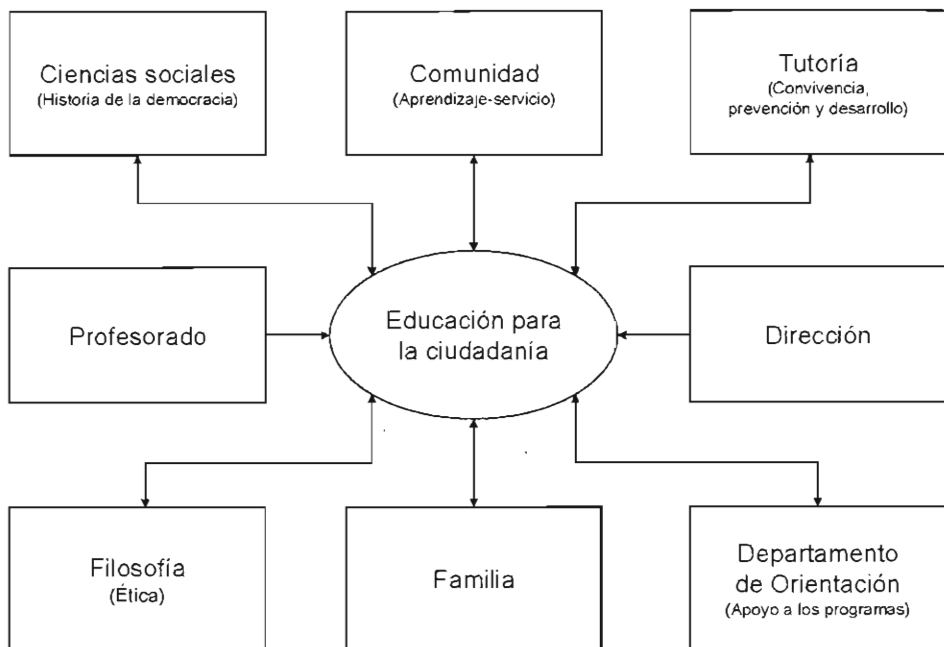 Ciencias sociales
(Historia de la democracia)
Comunidad
(Aprendizaje-servicio)
Tutoría
(Convivencia,
prevención y desarrollo)
Profesorado
Educación para
la ciudadanía
Dirección
Filosofía
(Ética)
Familia
Departamento
de Orientación
(Apoyo a los programas)